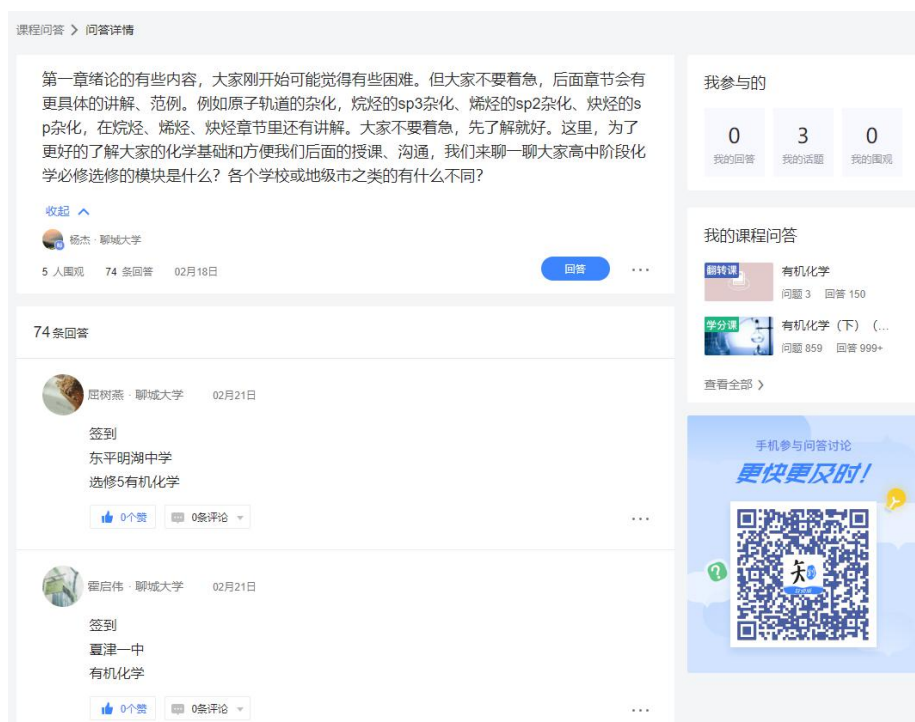 课程问答 > 问答详情
第一章绪论的有些内容，大家刚开始可能觉得有些困难。但大家不要着急，后面章节会有
更具体的讲解、范例。例如原子轨道的杂化，烷烃的sp3杂化、烯烃的sp2杂化、炔烃的s
p杂化，在烷烃、烯烃、炔烃章节里还有讲解。大家不要着急，先了解就好。这里，为了
更好的了解大家的化学基础和方便我们后面的授课、沟通，我们来聊一聊大家高中阶段化
学必修选修的模块是什么？各个学校或地级市之类的有什么不同？
收起
杨杰 · 聊城大学
5 人围观 74 条回答 02月18日
回答
74条回答
屈树燕 · 聊城大学 02月21日
签到
东平明湖中学
选修5有机化学
0个赞 0条评论
霍启伟 · 聊城大学 02月21日
签到
夏津一中
有机化学
0个赞 0条评论
我参与的
0 3 0
我的回答 我的话题 我的围观
我的课程问答
翻转课
有机化学
问题 3 回答 150
学分课
有机化学（下）（...
问题 859 回答 999+
查看全部 >
手机参与问答讨论
更快更及时！
知